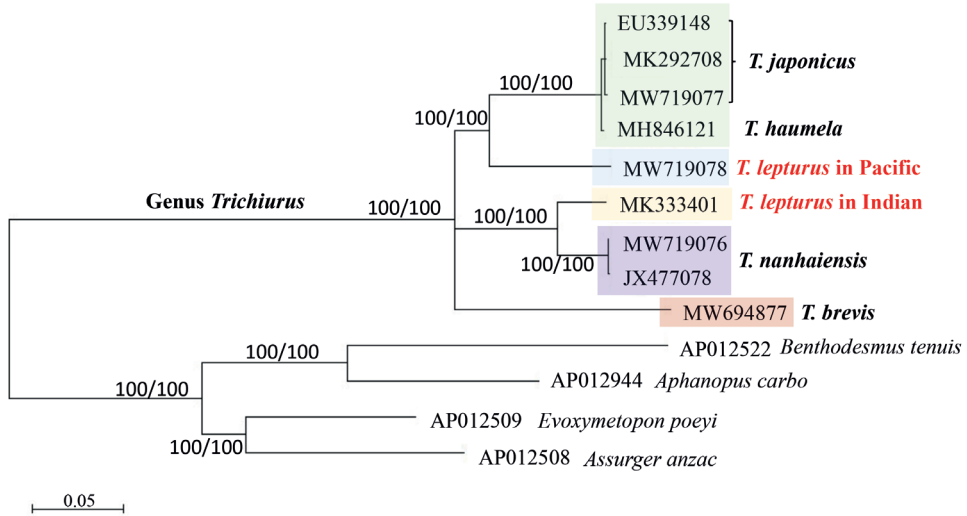 EU339148
MK292708 T. japonicus
100/100 MW719077
100/100 MH846121 T. haumela
MW719078 T. lepturus in Pacific
Genus Trichiurus 100/100 MK333401 T. lepturus in Indian
100/100 MW719076
T. nanhaiensis
100/100 JX477078
MW694877 T. brevis
100/100 AP012522 Benthodesmus tenuis
100/100 AP012944 Aphanopus carbo
AP012509 Evoxymetopon poeyi
100/100 AP012508 Assurger anzac
0.05